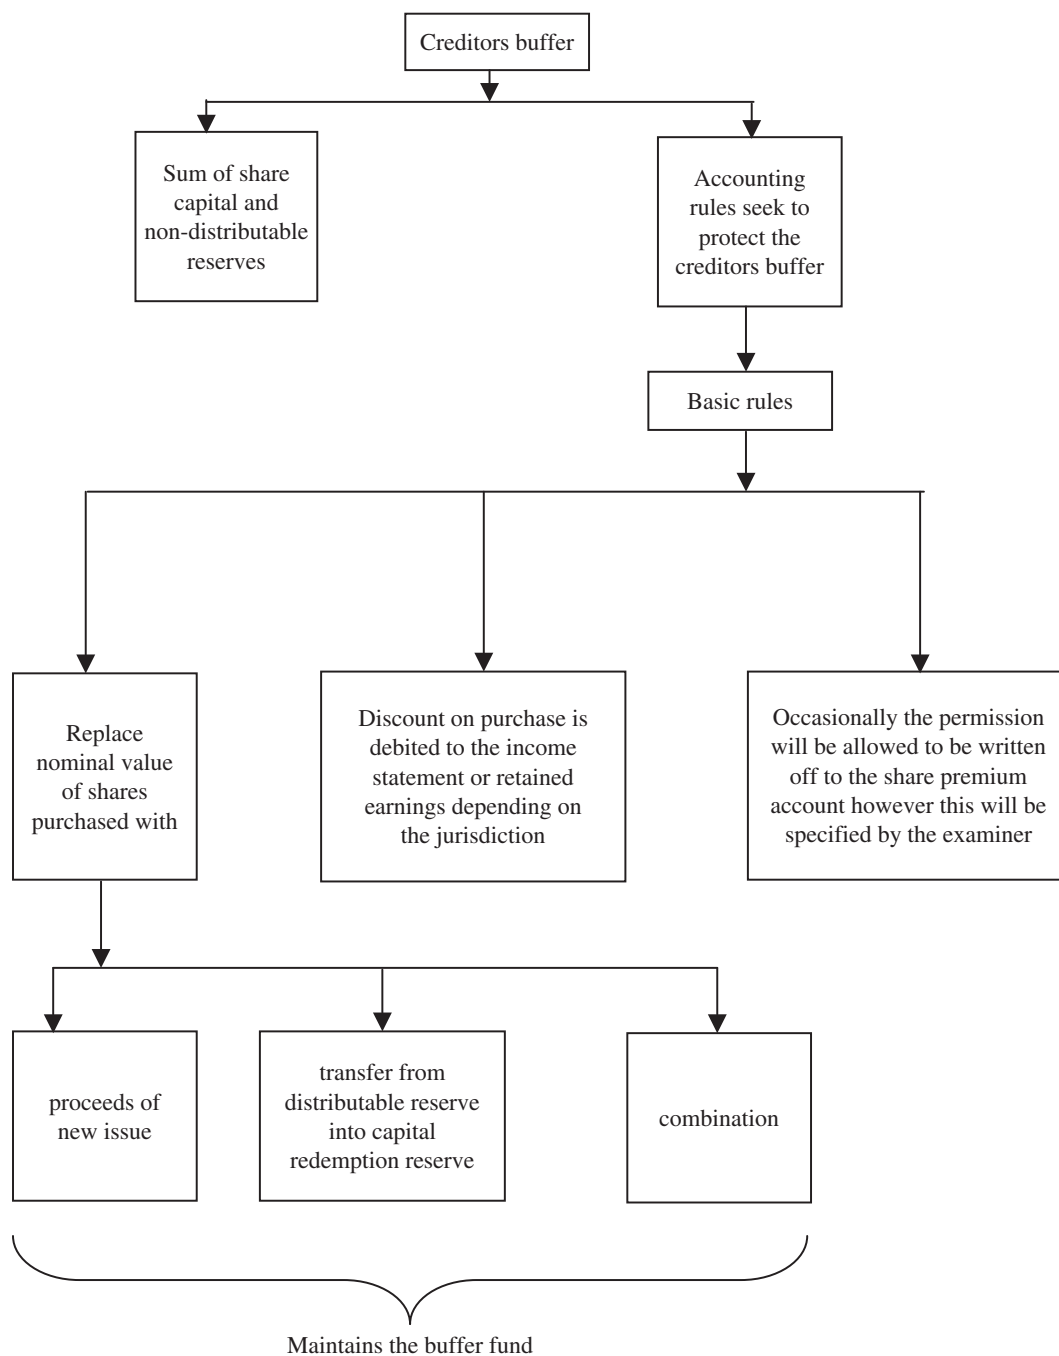 Creditors buffer
Sum of share
capital and
non-distributable
reserves
Accounting
rules seek to
protect the
creditors buffer
Basic rules
Replace
nominal value
of shares
purchased with
Discount on purchase is
debited to the income
statement or retained
earnings depending on
the jurisdiction
Occasionally the permission
will be allowed to be written
off to the share premium
account however this will be
specified by the examiner
proceeds of
new issue
transfer from
distributable reserve
into capital
redemption reserve
combination
Maintains the buffer fund